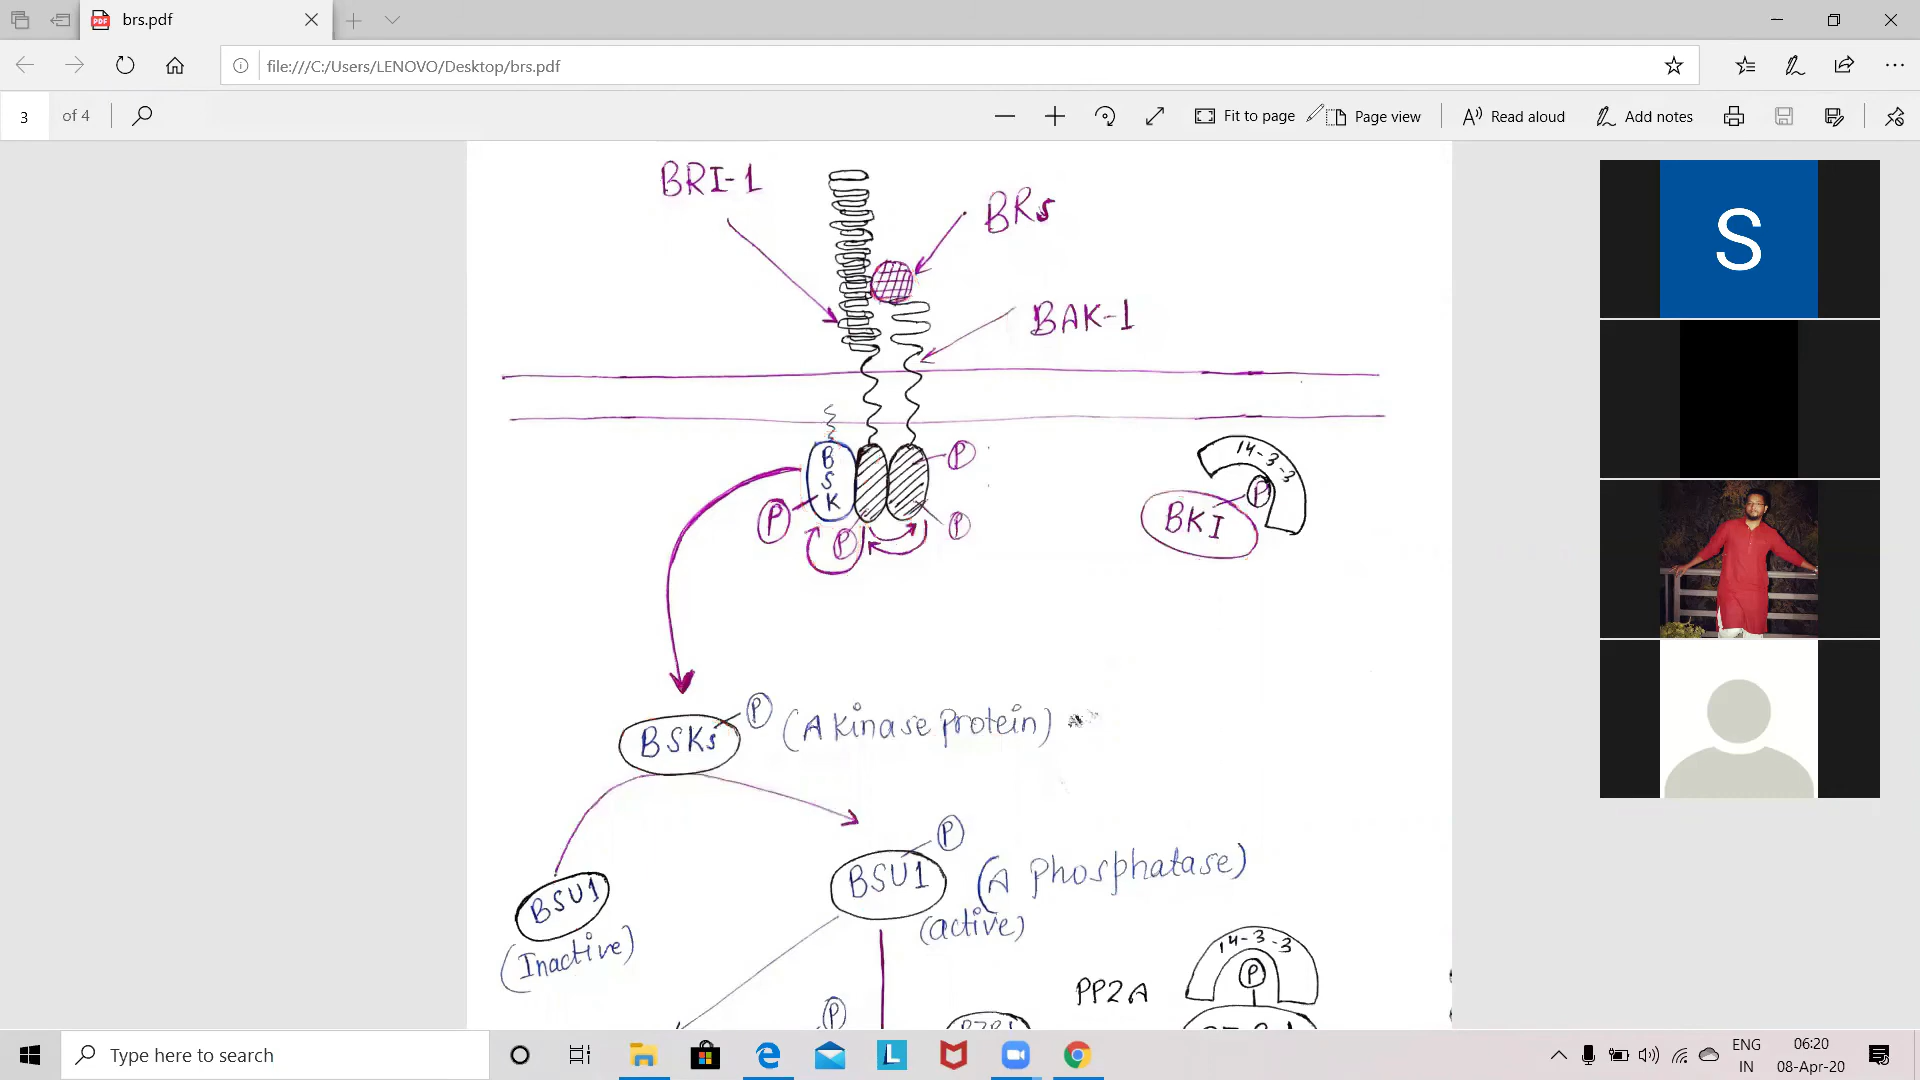 brs.pdf
file:///C:/Users/LENOVO/Desktop/brs.pdf
3 of 4
Fit to page
Page view
Read aloud
Add notes
BRI-1
BRs
BAK-1
BSK
P
P
P
P
14-3-3
P
BKI
S
BSKs
P
(A kinase protein)
BSU1
P
(A phosphatase)
(active)
BSU1
(Inactive)
14-3-3
P
PP2A
P
Type here to search
ENG
IN
06:20
08-Apr-20